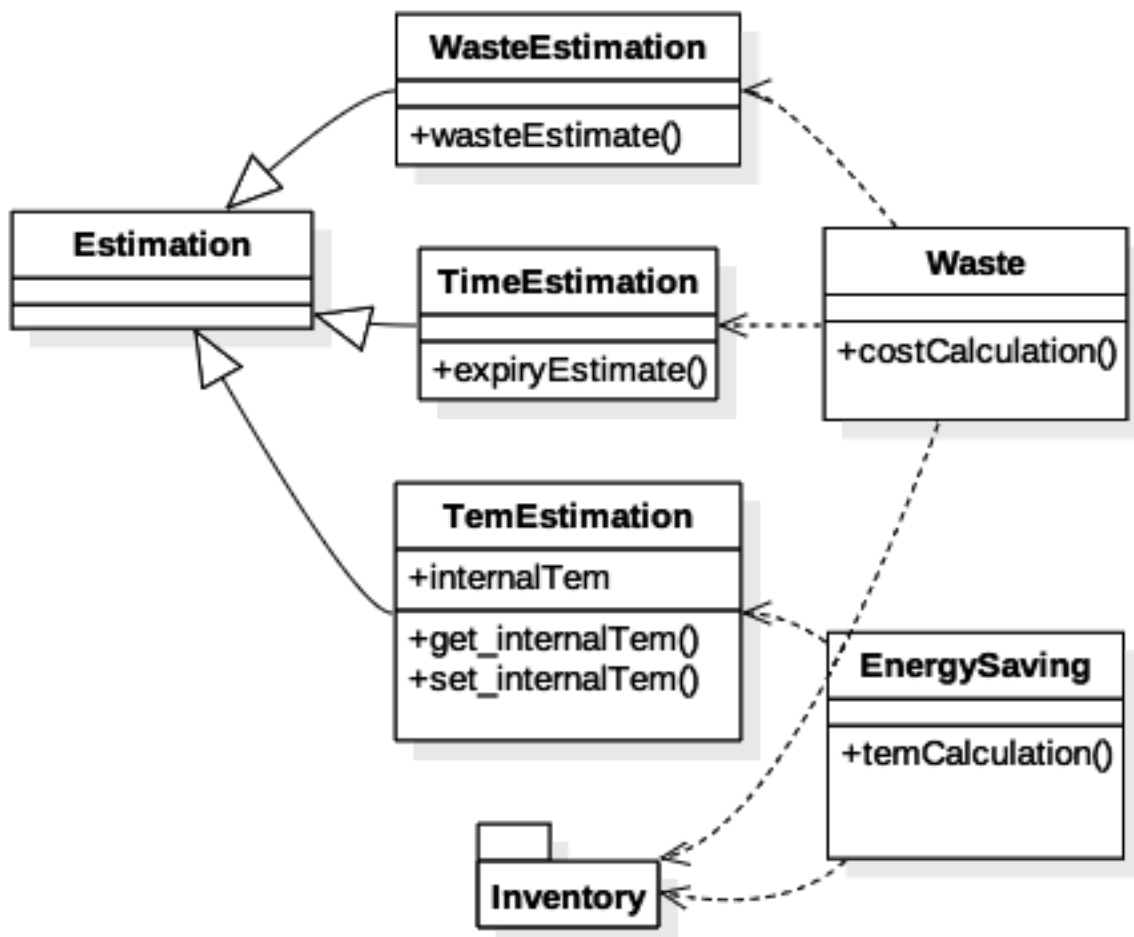 WasteEstimation
+wasteEstimate()
Estimation
TimeEstimation
+expiryEstimate()
Waste
+costCalculation()
TemEstimation
+internalTem
+get_internalTem()
+set_internalTem()
EnergySaving
+temCalculation()
Inventory